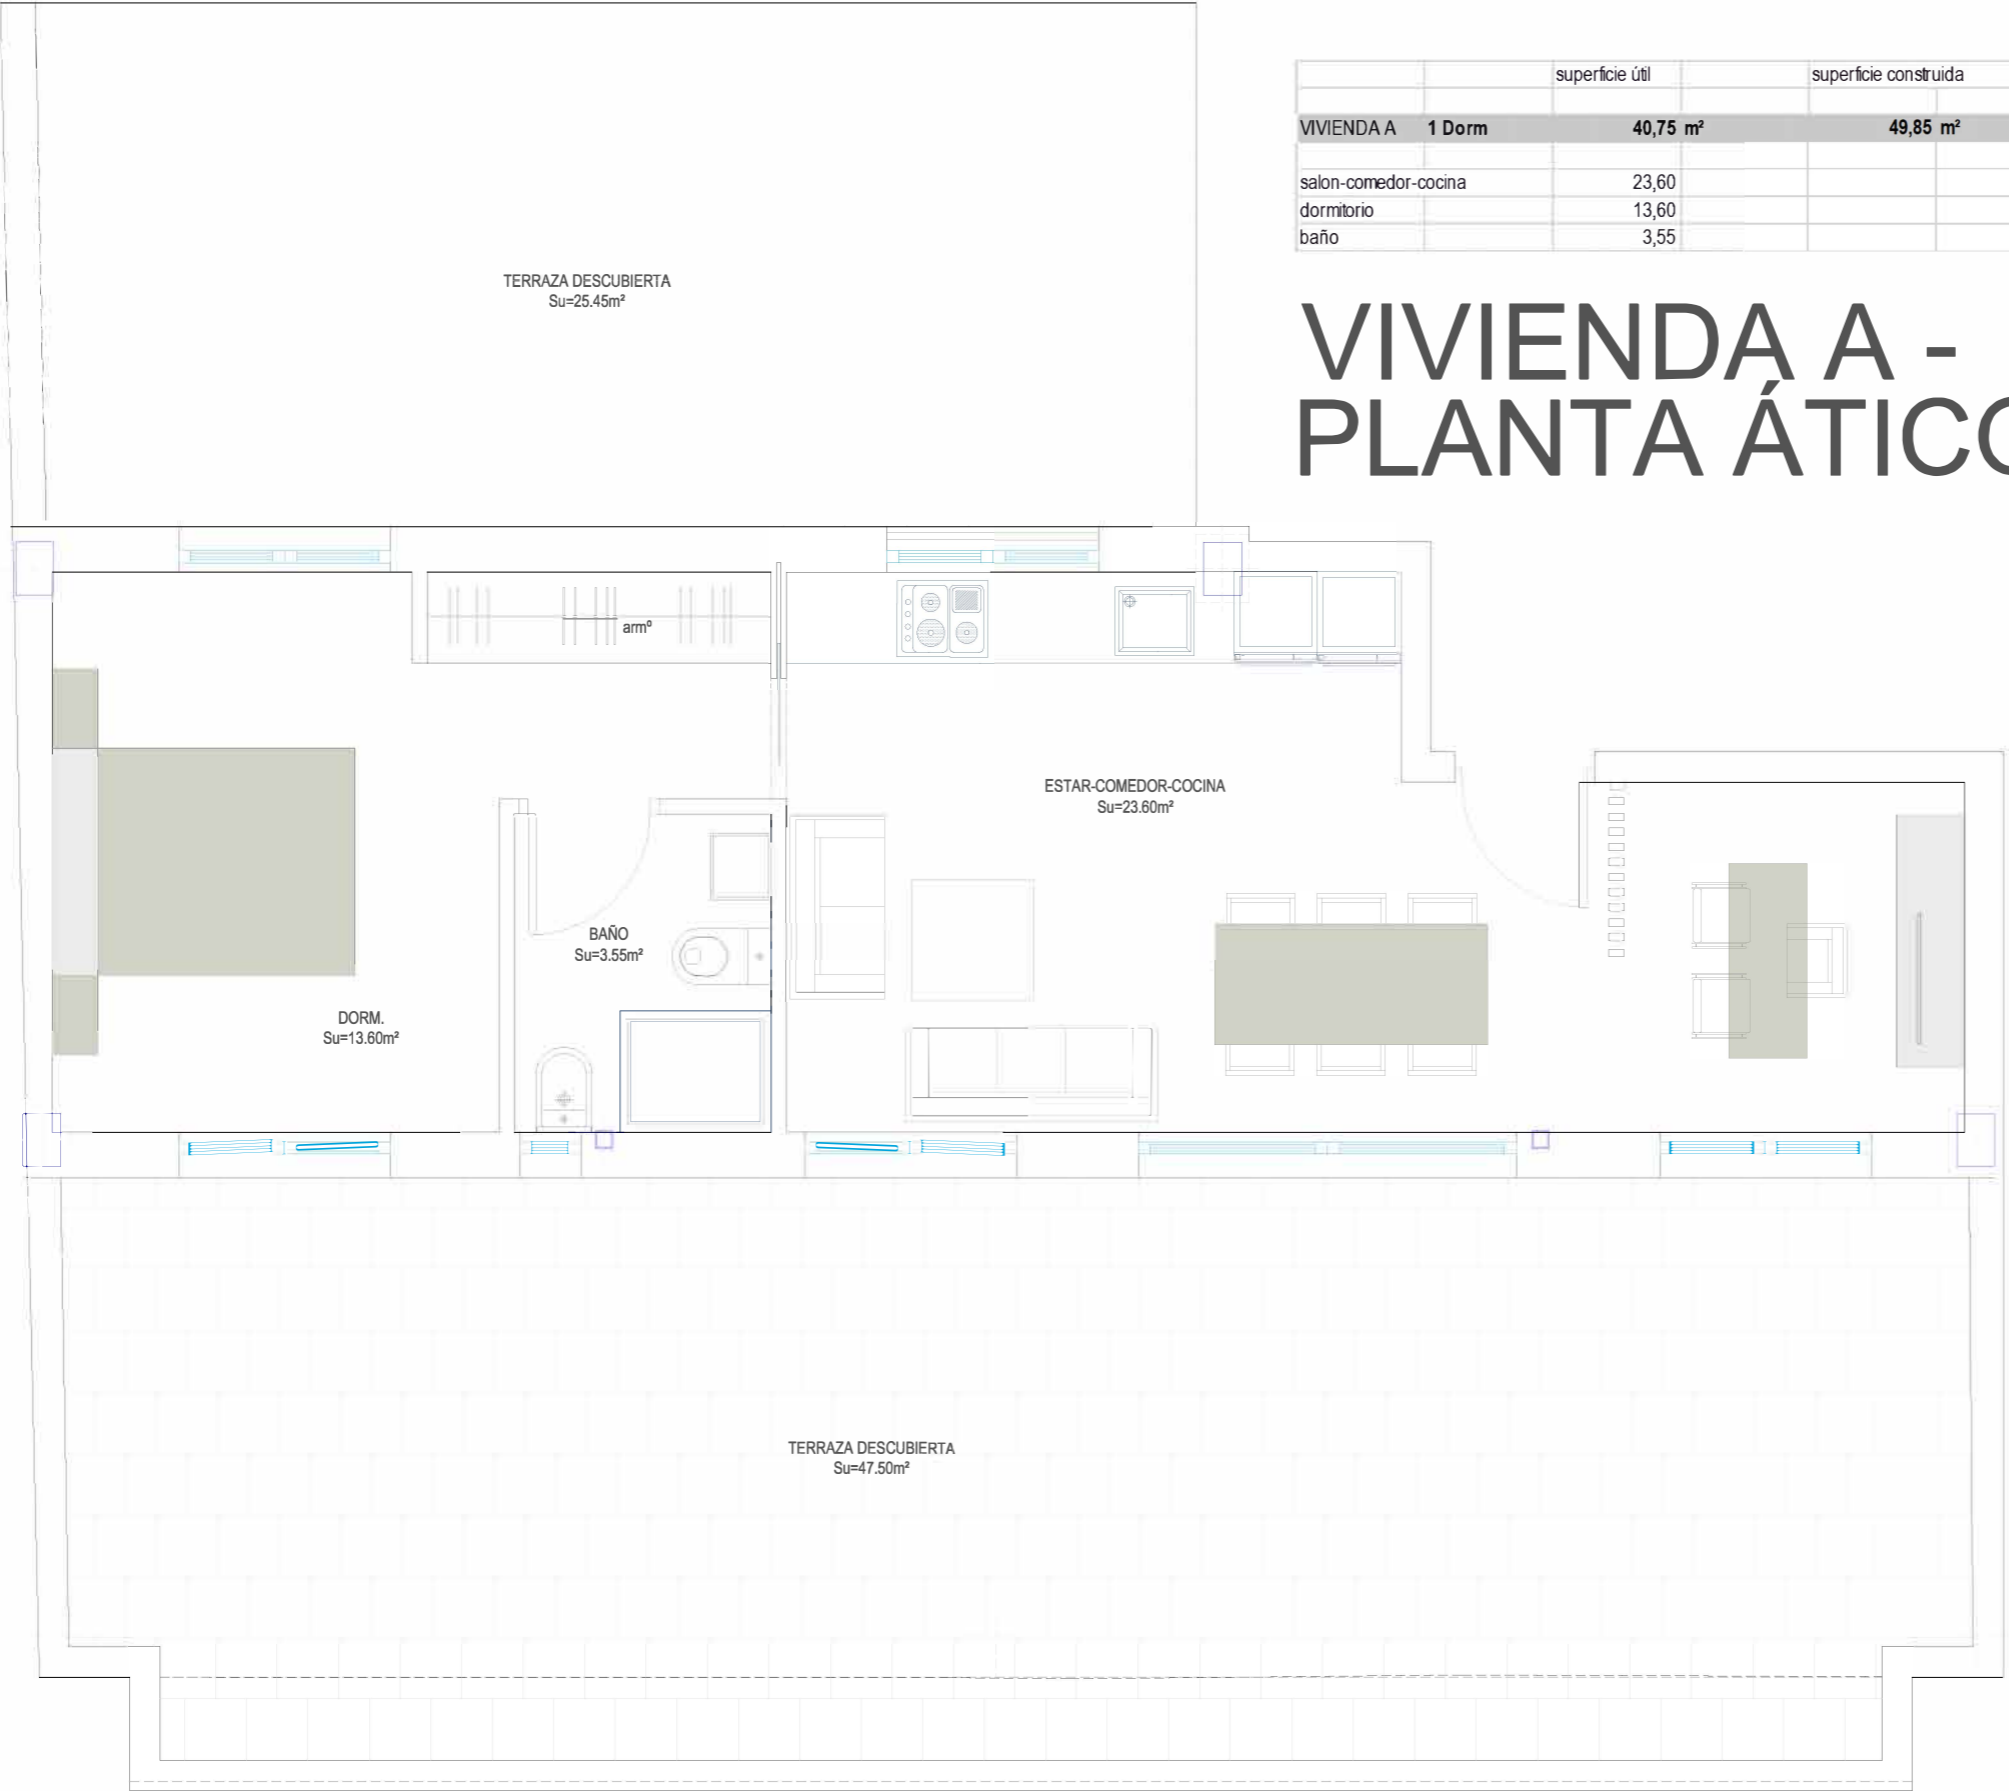 superficie útil superficie construida
VIVIENDA A 1 Dorm 40,75 m² 49,85 m²
salon-comedor-cocina 23,60
dormitorio 13,60
baño 3,55
VIVIENDA A -
PLANTA ÁTICO
TERRAZA DESCUBIERTA
Su=25.45m²
armº
ESTAR-COMEDOR-COCINA
Su=23.60m²
BAÑO
Su=3.55m²
DORM.
Su=13.60m²
TERRAZA DESCUBIERTA
Su=47.50m²